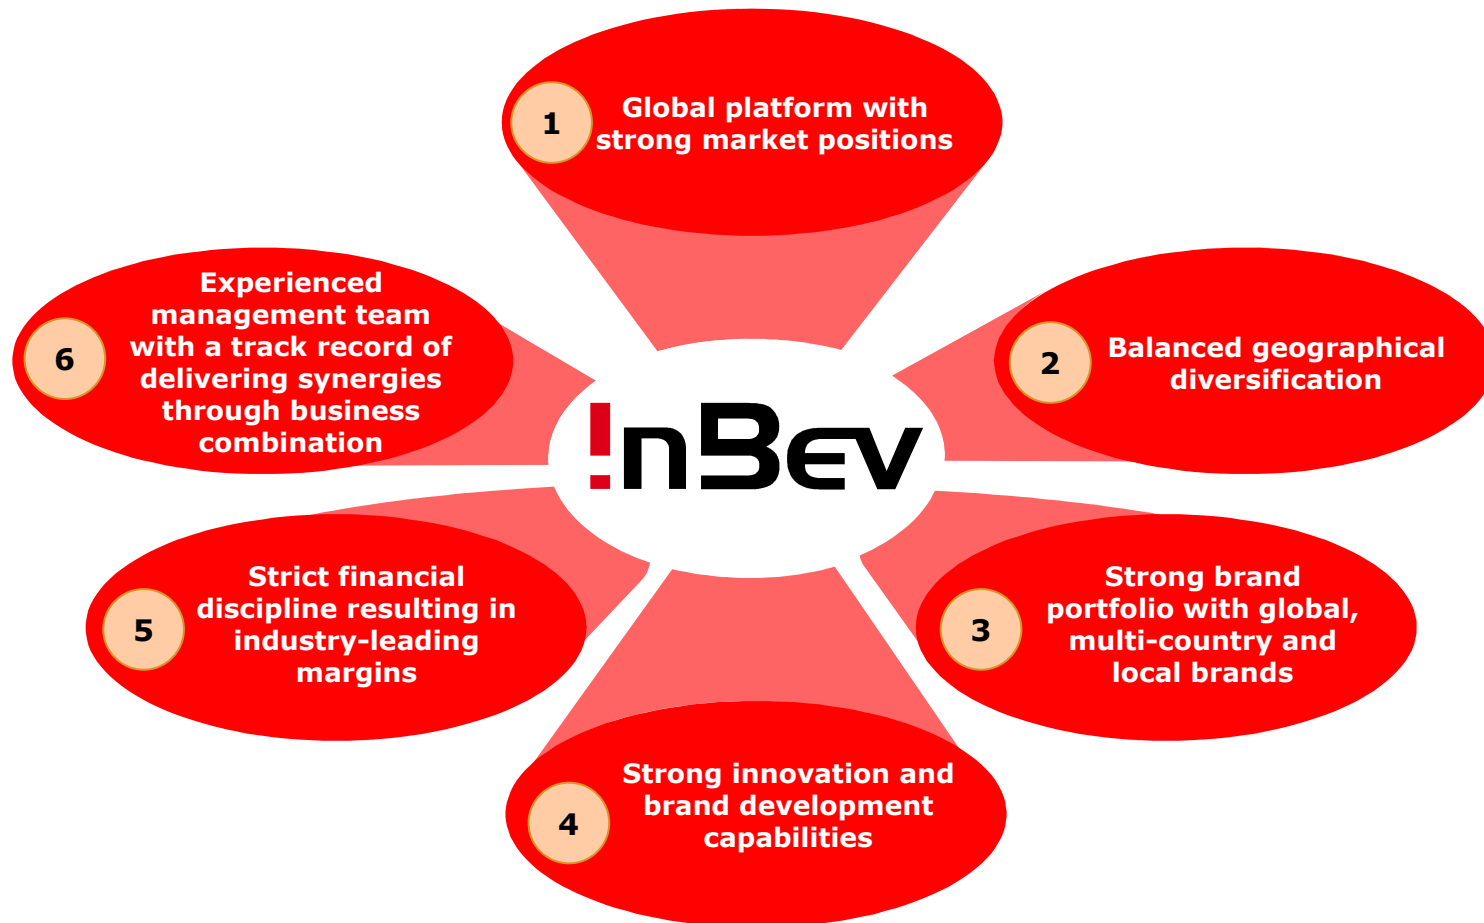 1
Global platform with
strong market positions
2
Balanced geographical
diversification
3
Strong brand
portfolio with global,
multi-country and
local brands
4
Strong innovation and
brand development
capabilities
5
Strict financial
discipline resulting in
industry-leading
margins
6
Experienced
management team
with a track record of
delivering synergies
through business
combination
InBev